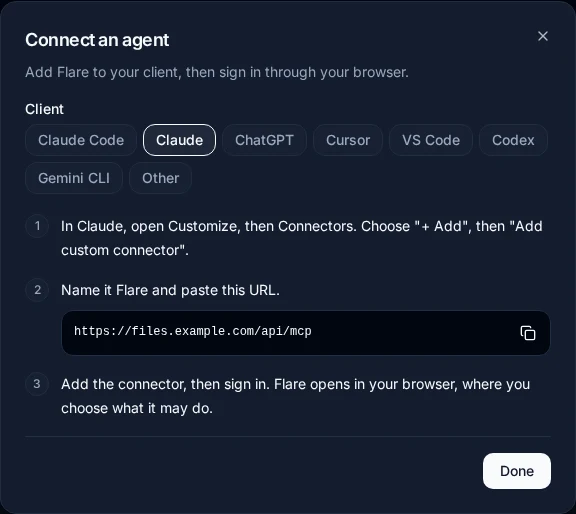 Connect an agent
Add Flare to your client, then sign in through your browser.
Client
Claude Code Claude ChatGPT Cursor VS Code Codex
Gemini CLI Other
1 In Claude, open Customize, then Connectors. Choose "+ Add", then "Add
custom connector".
2 Name it Flare and paste this URL.
https://files.example.com/api/mcp
3 Add the connector, then sign in. Flare opens in your browser, where you
choose what it may do.
Done